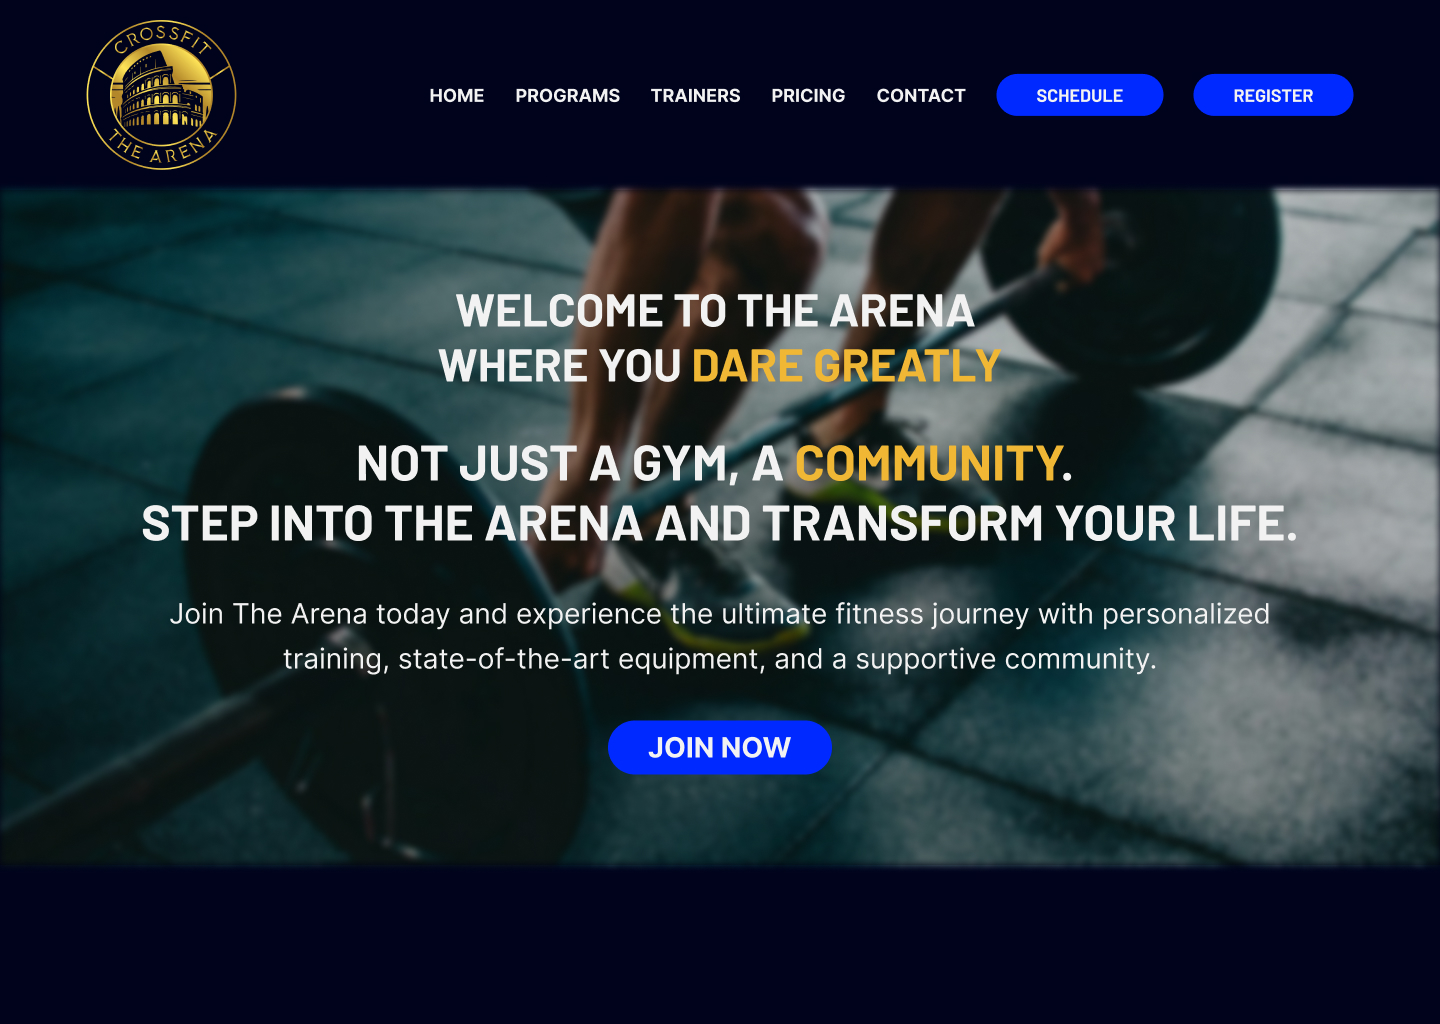 CROSSFIT
THE ARENA
HOME PROGRAMS TRAINERS PRICING CONTACT SCHEDULE REGISTER
WELCOME TO THE ARENA
WHERE YOU DARE GREATLY
NOT JUST A GYM, A COMMUNITY.
STEP INTO THE ARENA AND TRANSFORM YOUR LIFE.
Join The Arena today and experience the ultimate fitness journey with personalized
training, state-of-the-art equipment, and a supportive community.
JOIN NOW